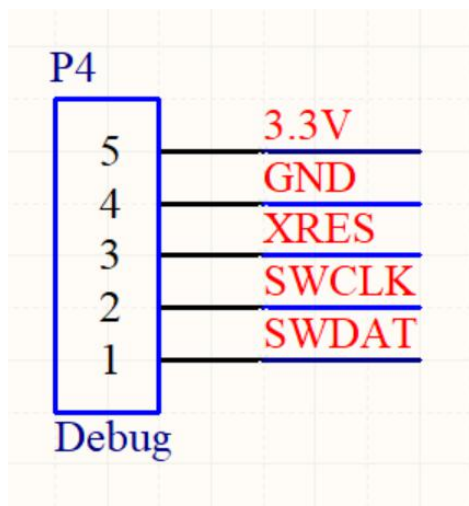 P4
5 3.3V
4 GND
3 XRES
2 SWCLK
1 SWDAT
Debug